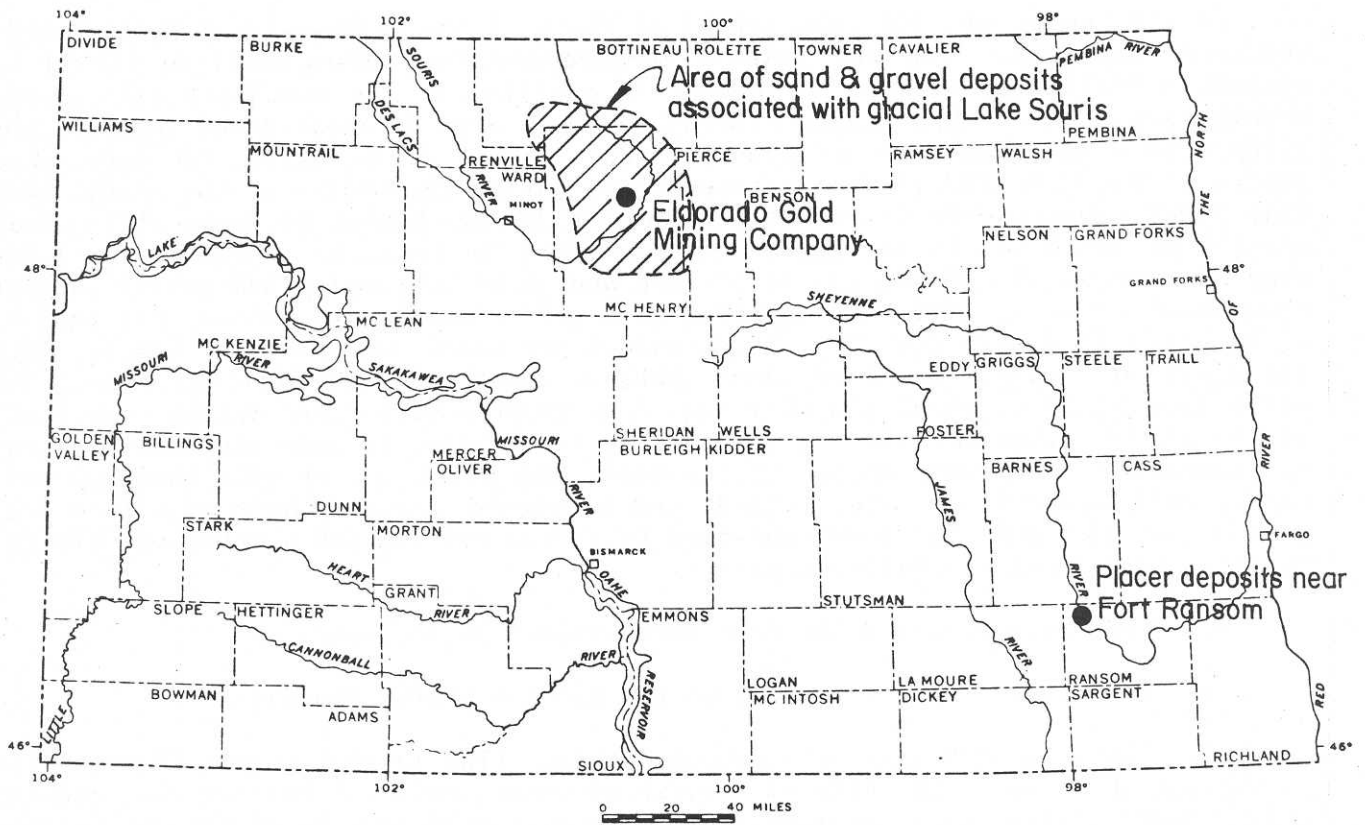 104°
102°
100°
98°
DIVIDE
BURKE
BOTTINEAU
ROLETTE
TOWNER
CAVALIER
PEMBINA
RIVER
SOURIS
DES LACS
RIVER
Area of sand & gravel deposits
associated with glacial Lake Souris
WILLIAMS
MOUNTRAIL
RENVILLE
WARD
PIERCE
RAMSEY
WALSH
PEMBINA
MINOT
BENSON
Eldorado Gold
Mining Company
NELSON
GRAND FORKS
GRAND FORKS
RED
RIVER
OF
THE
NORTH
LAKE
48°
48°
MC HENRY
SHEYENNE
MC LEAN
MC KENZIE
MISSOURI
RIVER
SAKAKAWEA
EDDY
GRIGGS
STEELE
TRAILL
GOLDEN
VALLEY
BILLINGS
MERCER
OLIVER
MISSOURI
RIVER
SHERIDAN
WELLS
FOSTER
BURLEIGH
KIDDER
BARNES
CASS
DUNN
STARK
MORTON
JAMES
RIVER
BISMARCK
FARGO
HEART
RIVER
GRANT
OAHE
RESERVOIR
STUTSMAN
RIVER
Placer deposits near
Fort Ransom
SLOPE
HETTINGER
EMMONS
CANNONBALL
RIVER
LOGAN
MC INTOSH
LA MOURE
DICKEY
RANSOM
SARGENT
BOWMAN
ADAMS
LITTLE
46°
46°
SIOUX
RICHLAND
104°
102°
100°
98°
0 20 40 MILES